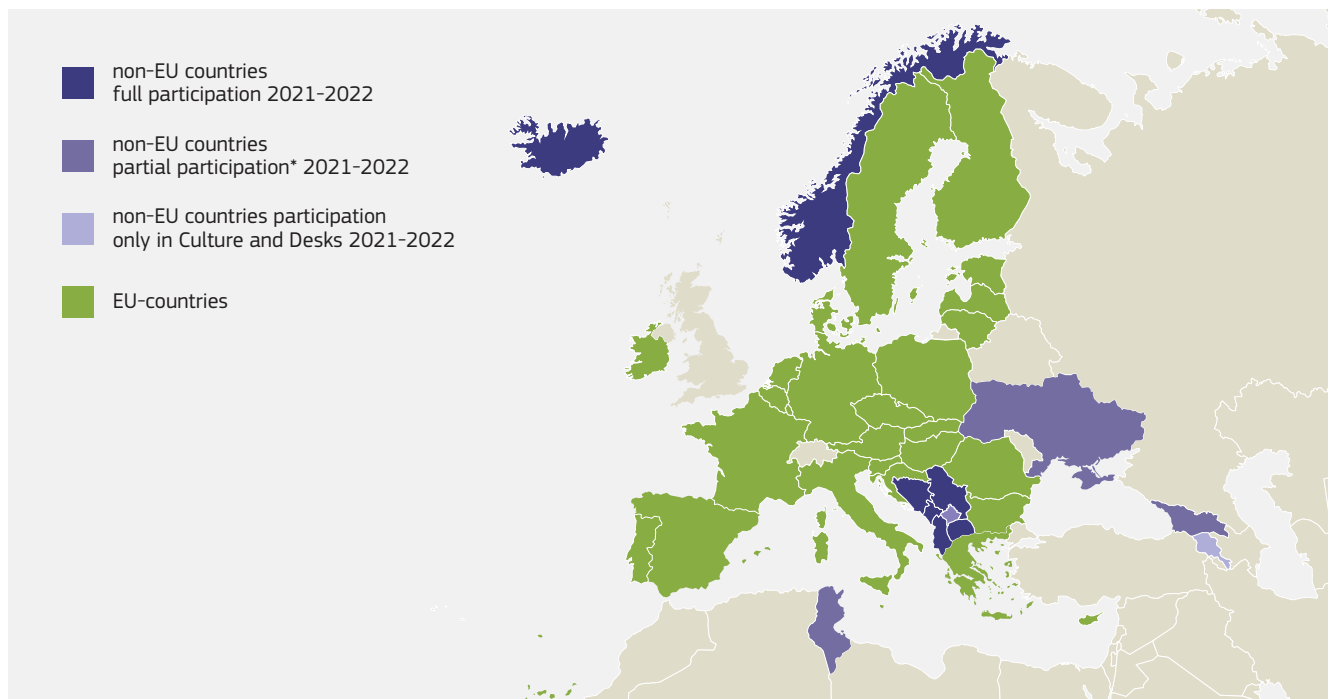 non-EU countries
full participation 2021-2022
non-EU countries
partial participation* 2021-2022
non-EU countries participation
only in Culture and Desks 2021-2022
EU-countries